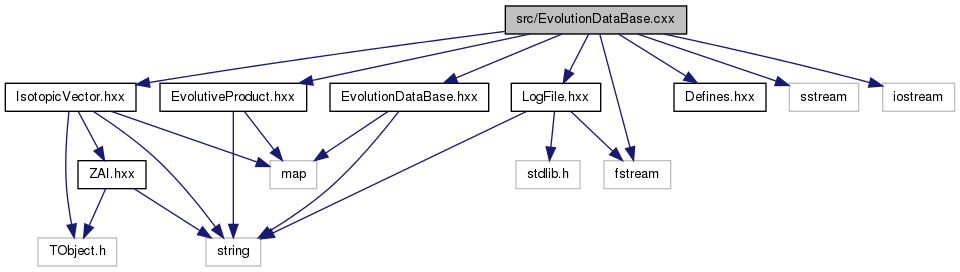 src/EvolutionDataBase.cxx
IsotopicVector.hxx
EvolutiveProduct.hxx
EvolutionDataBase.hxx
LogFile.hxx
Defines.hxx
sstream
iostream
ZAI.hxx
map
stdlib.h
fstream
TObject.h
string